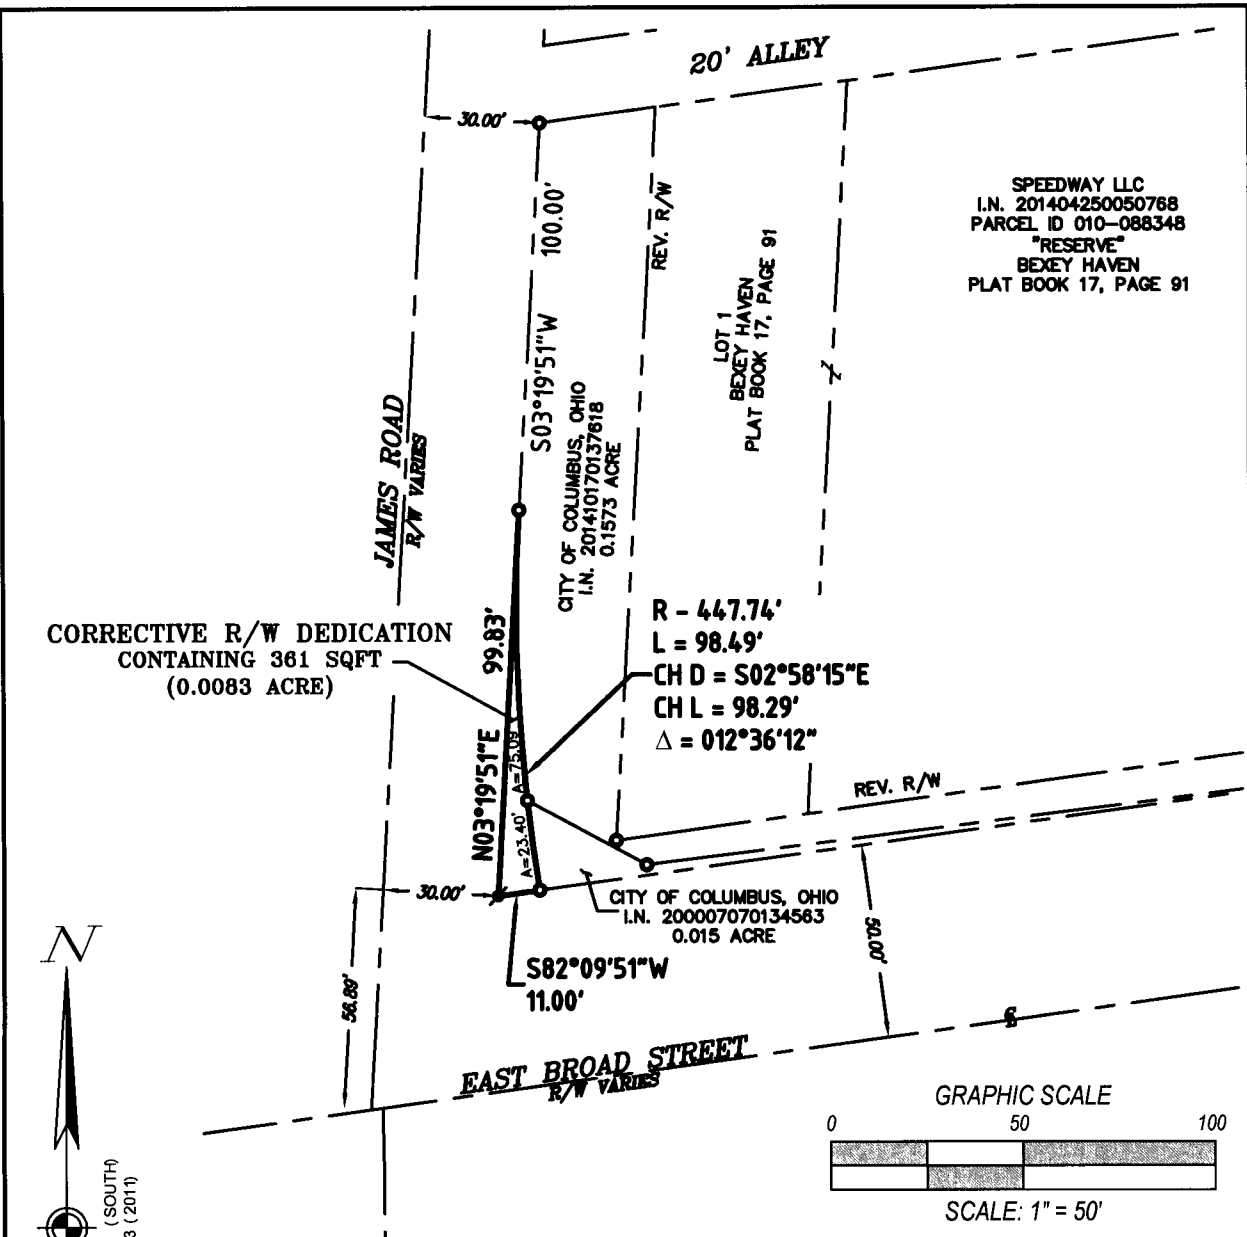 20' ALLEY
30.00'
SPEEDWAY LLC
I.N. 201404250050768
PARCEL ID 010-088348
"RESERVE"
BEXEY HAVEN
PLAT BOOK 17, PAGE 91
S03°19'51"W 100.00'
REV. R/W
LOT 1
BEXEY HAVEN
PLAT BOOK 17, PAGE 91
CITY OF COLUMBUS, OHIO
I.N. 201410170137618
0.1573 ACRE
JAMES ROAD
R/W VARIES
CORRECTIVE R/W DEDICATION
CONTAINING 361 SQFT
(0.0083 ACRE)
N03°19'51"E 99.83'
R - 447.74'
L = 98.49'
CH D = S02°58'15"E
CH L = 98.29'
Δ = 012°36'12"
A=75.09'
A=23.40'
REV. R/W
30.00'
CITY OF COLUMBUS, OHIO
I.N. 200007070134563
0.015 ACRE
50.00'
S82°09'51"W
11.00'
56.89'
N
EAST BROAD STREET
R/W VARIES
GRAPHIC SCALE
0 50 100
SCALE: 1" = 50'
(SOUTH)
3 (2011)